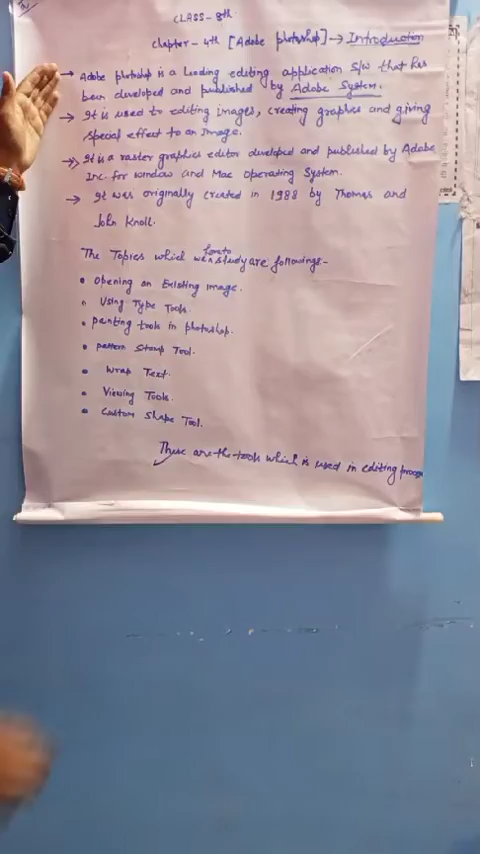 CLASS - 8th
Chapter - 4th [Adobe photoshop] → Introduction
→ Adobe photoshop is a Leading editing application S/W that has
been developed and published by Adobe System.
→ It is used to editing images, creating graphics and giving
Special effect to an image.
→ It is a raster graphics editor developed and published by Adobe
Inc. for window and Mac Operating System.
→ It was originally created in 1988 by Thomas and
John Knoll.
The Topics which we study are followings -
• Opening an Existing Image.
• Using Type Tools.
• Painting tools in photoshop.
• pattern Stamp Tool.
• Wrap Text.
• Viewing Tools.
• Custom Shape Tool.
These are the tools which is used in editing